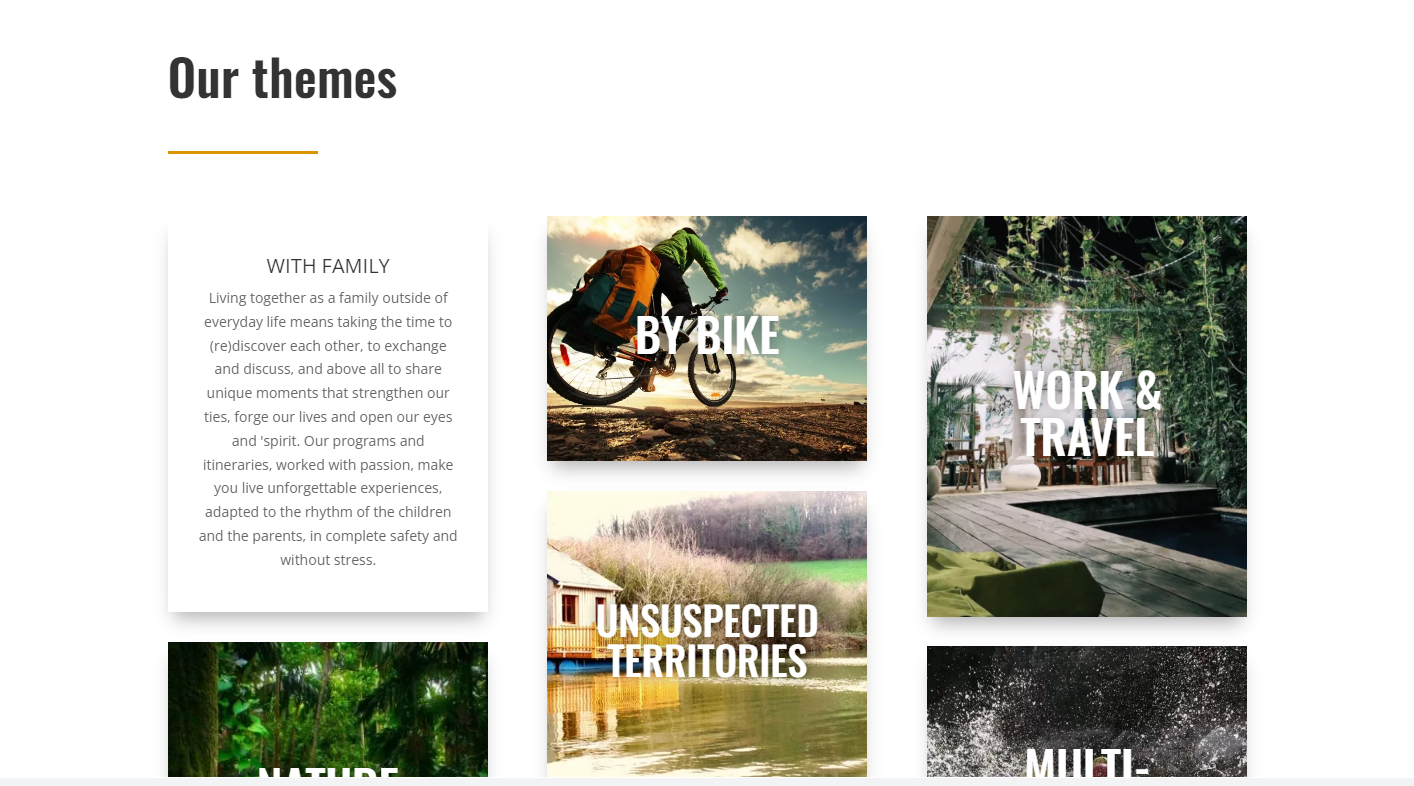 Our themes
WITH FAMILY
Living together as a family outside of
everyday life means taking the time to
(re)discover each other, to exchange
and discuss, and above all to share
unique moments that strengthen our
ties, forge our lives and open our eyes
and 'spirit. Our programs and
itineraries, worked with passion, make
you live unforgettable experiences,
adapted to the rhythm of the children
and the parents, in complete safety and
without stress.
BY BIKE
WORK &
TRAVEL
UNSUSPECTED
TERRITORIES
NATURE
MULTI-